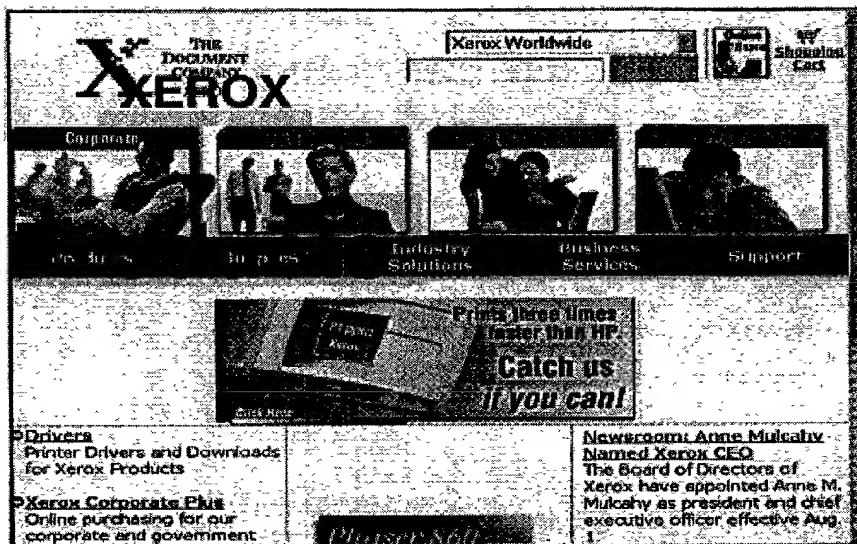 THE
DOCUMENT
COMPANY
XEROX
Xerox Worldwide
Shopping
Cart
Corporate
Industry
Solutions
Business
Services
Support
Prints three times
faster than HP.
Catch us
if you can!
Drivers
Printer Drivers and Downloads
for Xerox Products
Xerox Corporate Plus
Online purchasing for our
corporate and government
Newsroom: Anne Mulcahy
Named Xerox CEO
The Board of Directors of
Xerox have appointed Anne M.
Mulcahy as president and chief
executive officer effective Aug.
1